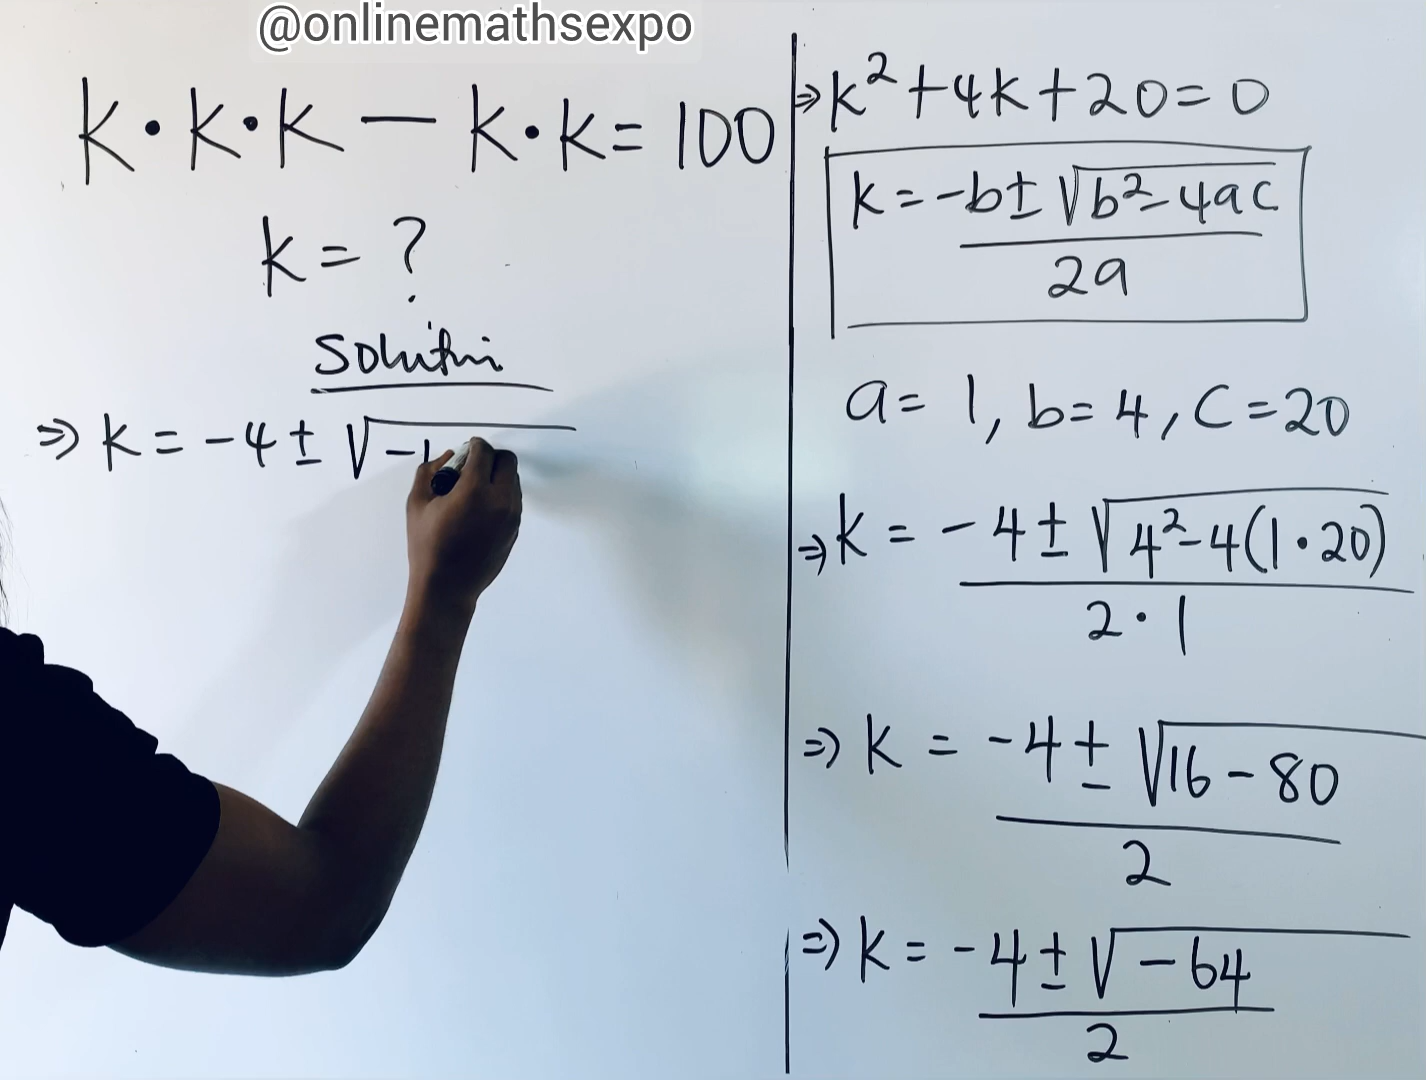 @onlinemathsexpo
k·k·k — k·k = 100
k = ?
Solution
⇒ k = -4 ± √-1
⇒ k² + 4k + 20 = 0
k = -b ± √b² - 4ac
2a
a = 1, b = 4, c = 20
⇒ k = -4 ± √4² - 4(1·20)
2·1
⇒ k = -4 ± √16 - 80
2
⇒ k = -4 ± √-64
2